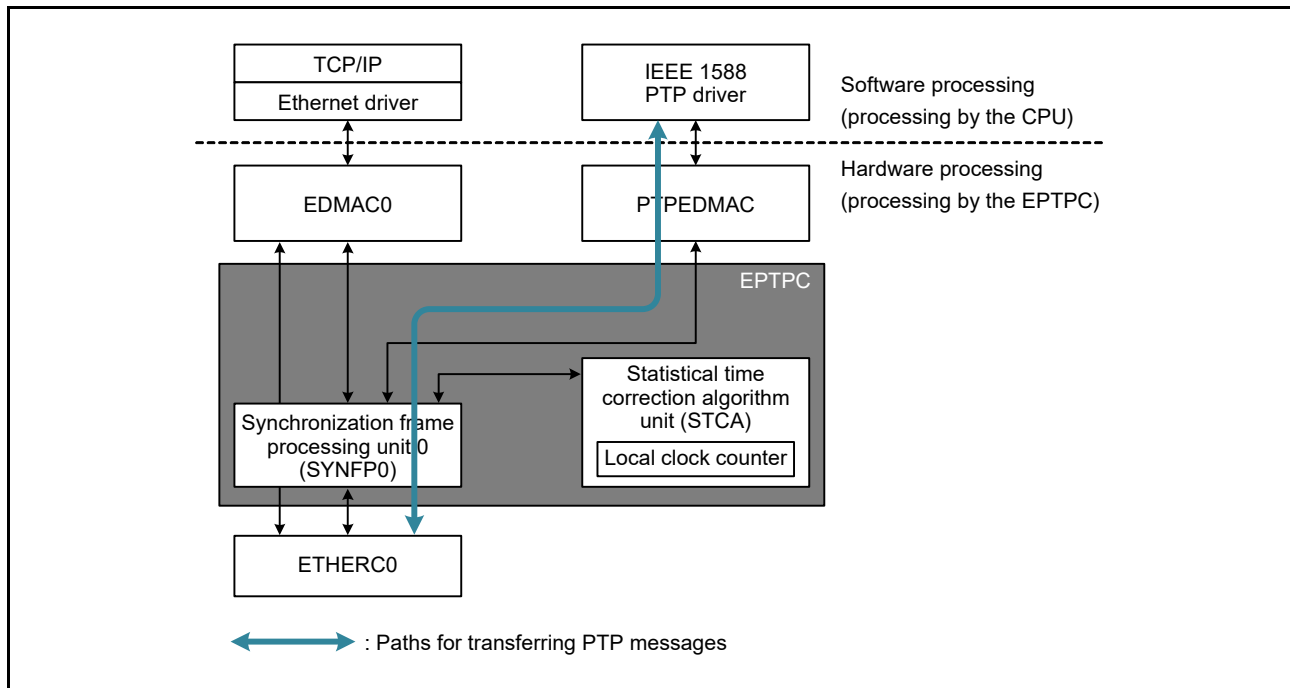 TCP/IP
Ethernet driver
IEEE 1588
PTP driver
Software processing
(processing by the CPU)
Hardware processing
(processing by the EPTPC)
EDMAC0
PTPEDMAC
EPTPC
Statistical time
correction algorithm
unit (STCA)
Local clock counter
Synchronization frame
processing unit 0
(SYNFP0)
ETHERC0
: Paths for transferring PTP messages